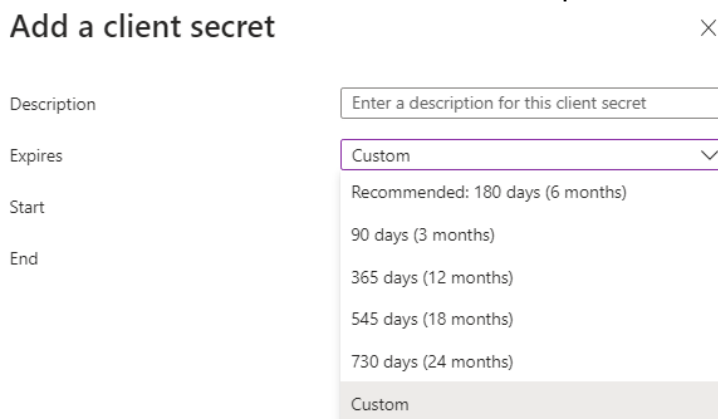 Add a client secret
Description
Enter a description for this client secret
Expires
Custom
Start
End
Recommended: 180 days (6 months)
90 days (3 months)
365 days (12 months)
545 days (18 months)
730 days (24 months)
Custom